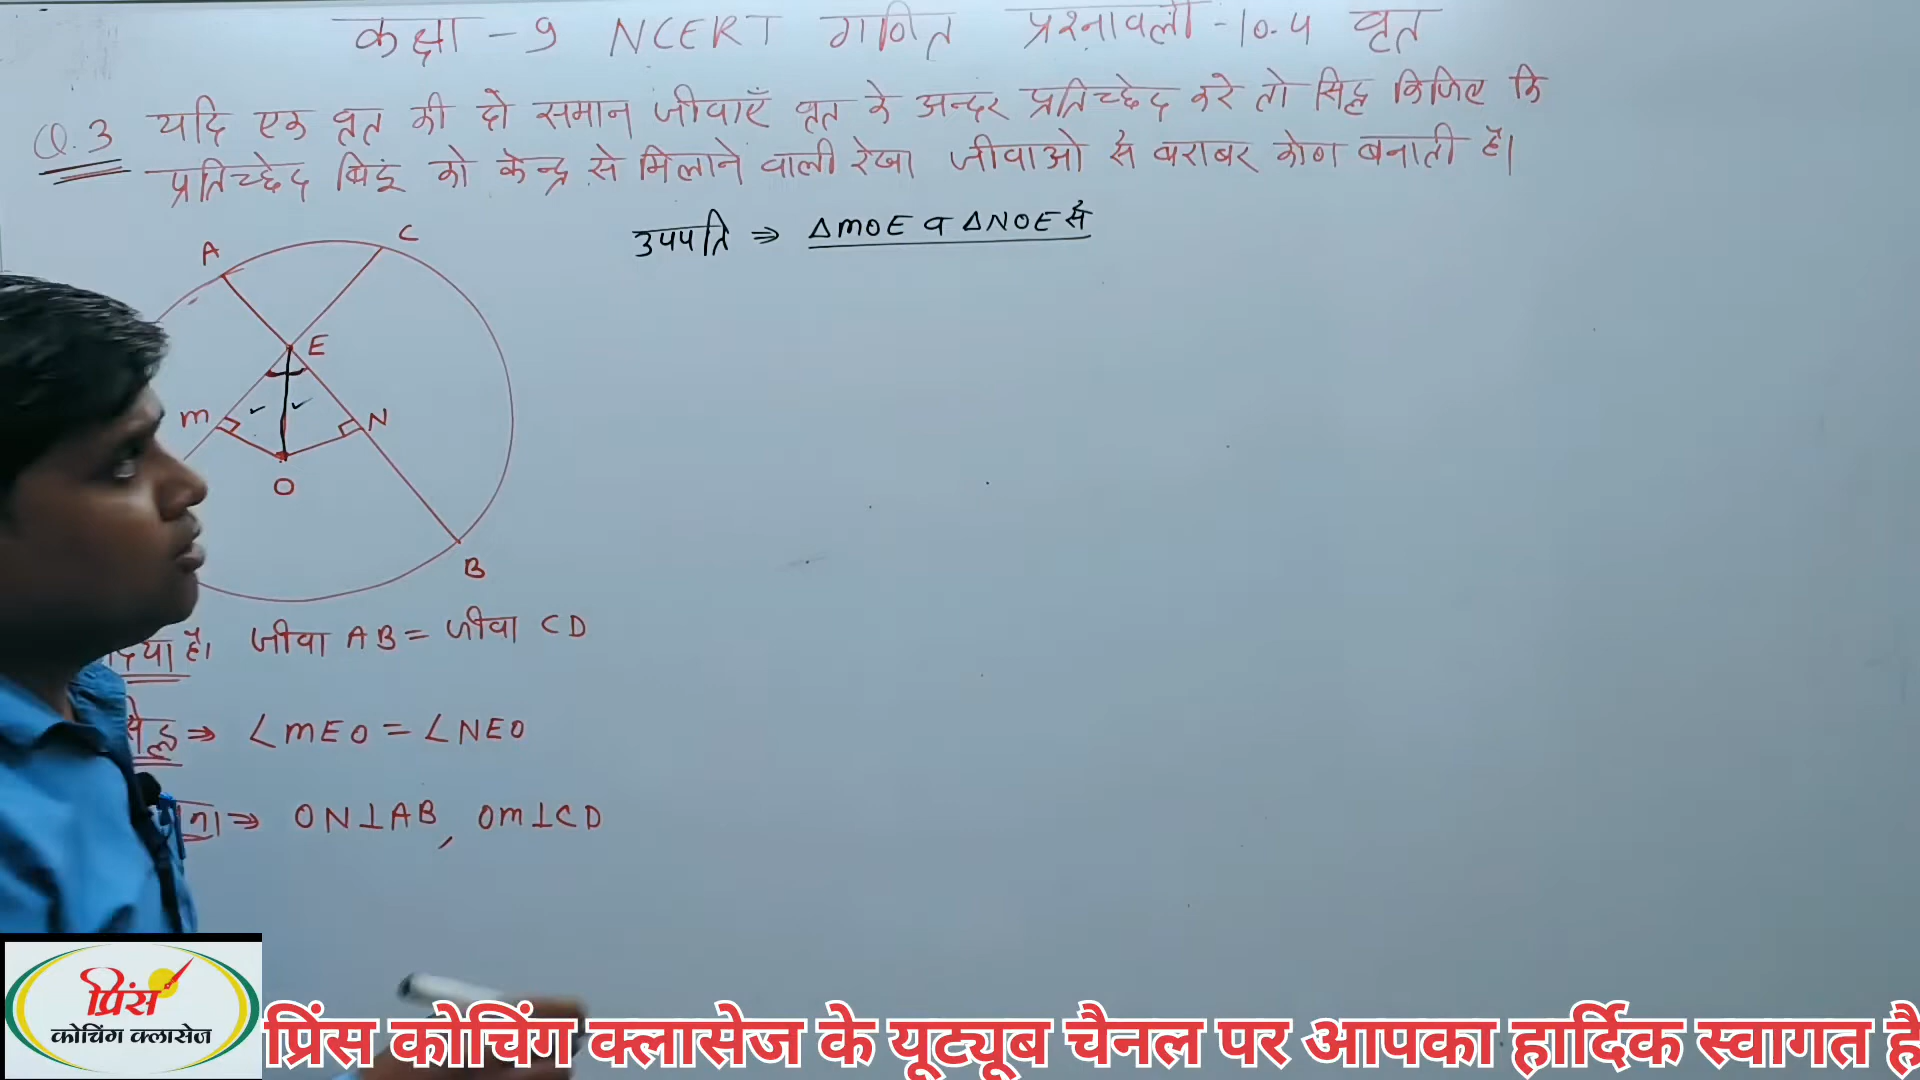 कक्षा - 9 NCERT गणित प्रश्नावली - 10.4 वृत
Q.3 यदि एक वृत की दो समान जीवाएँ वृत के अन्दर प्रतिच्छेद करे तो सिद्ध किजिए कि
प्रतिच्छेद बिंदू को केन्द्र से मिलाने वाली रेखा जीवाओ से बराबर कोण बनाती है।
उपपति ⇒ △MOE व △NOE से
A
C
E
M
N
O
B
दिया है। जीवा AB = जीवा CD
⇒ ∠MEO = ∠NEO
⇒ ON⊥AB, OM⊥CD
प्रिंस
कोचिंग क्लासेज
प्रिंस कोचिंग क्लासेज के यूट्यूब चैनल पर आपका हार्दिक स्वागत है